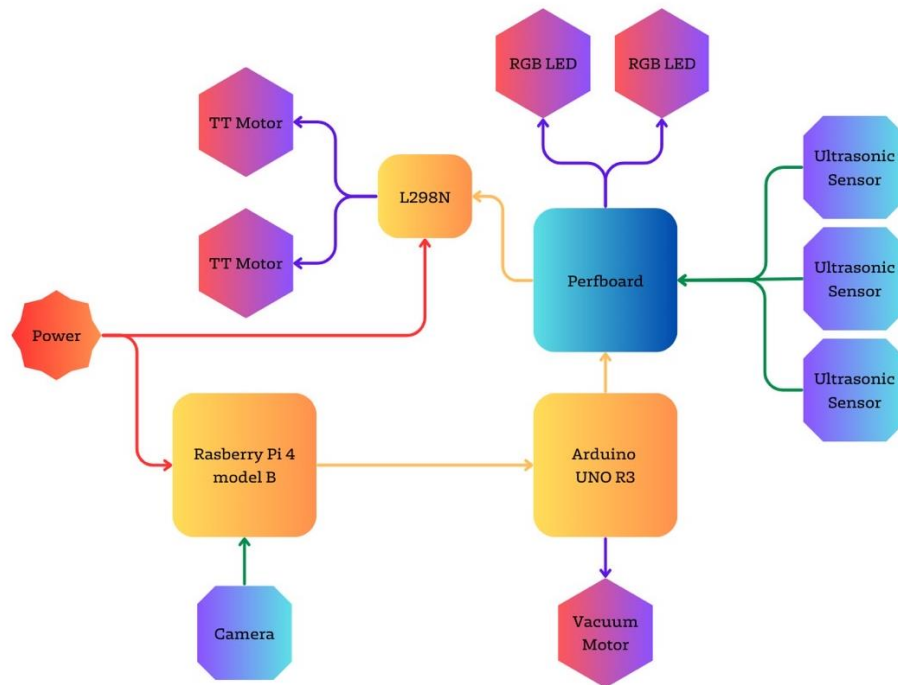 RGB LED
RGB LED
TT Motor
L298N
Ultrasonic
Sensor
TT Motor
Perfboard
Ultrasonic
Sensor
Power
Ultrasonic
Sensor
Rasberry Pi 4
model B
Arduino
UNO R3
Camera
Vacuum
Motor